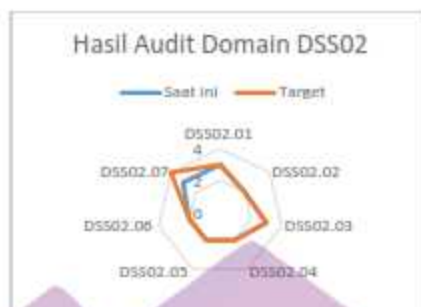 Hasil Audit Domain DSS02
Saat ini Target
DSS02.01
4
DSS02.07 DSS02.02
2
0
DSS02.06 DSS02.03
DSS02.05 DSS02.04